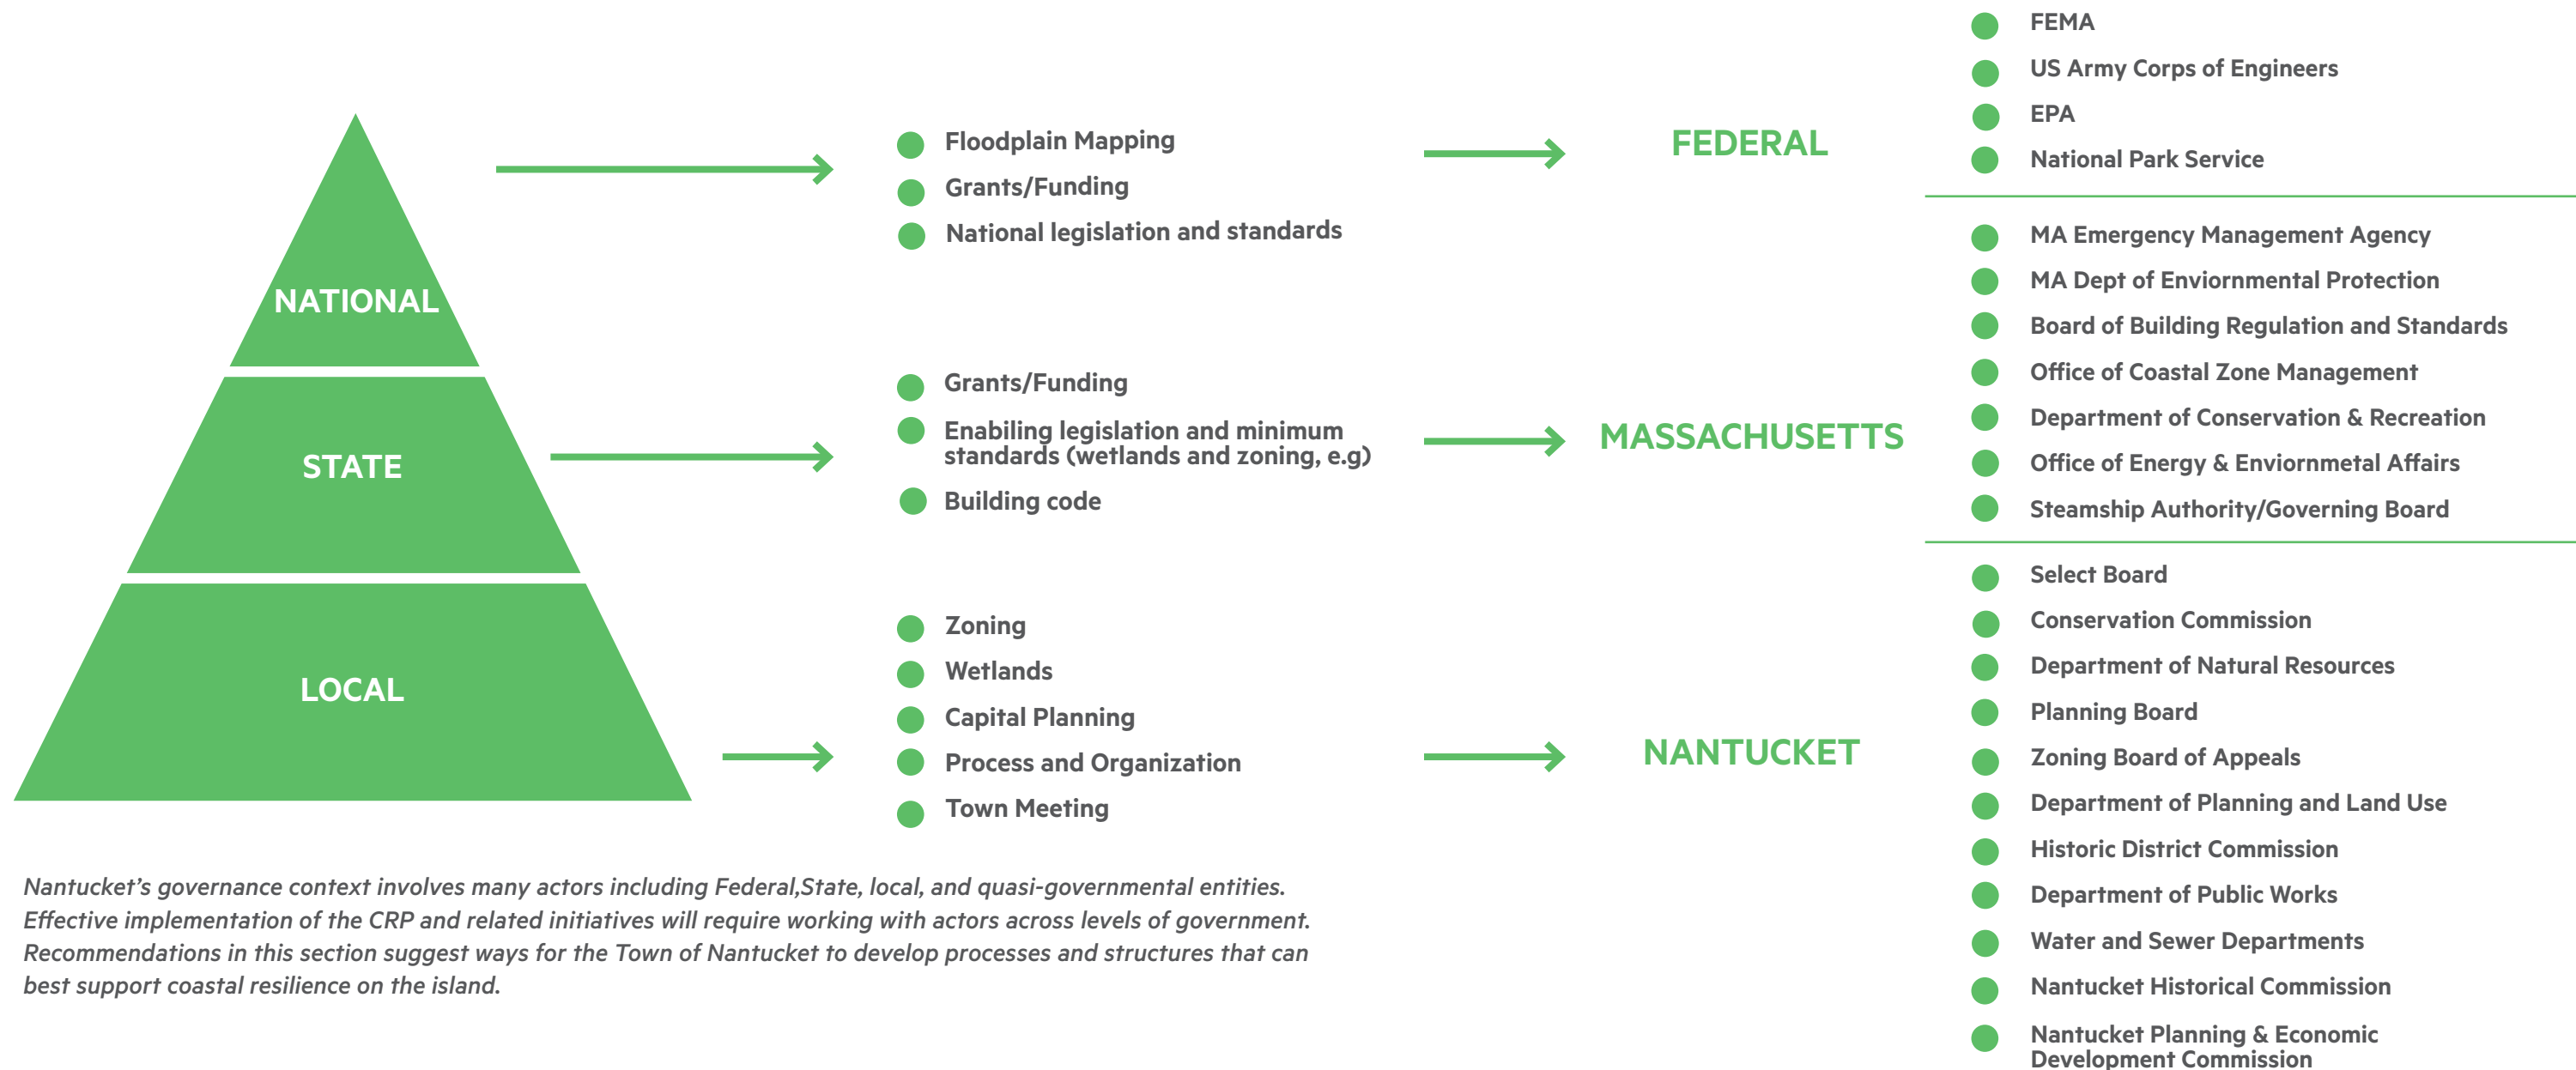 NATIONAL
STATE
LOCAL
Floodplain Mapping
Grants/Funding
National legislation and standards
Grants/Funding
Enabiling legislation and minimum
standards (wetlands and zoning, e.g)
Building code
Zoning
Wetlands
Capital Planning
Process and Organization
Town Meeting
FEDERAL
MASSACHUSETTS
NANTUCKET
FEMA
US Army Corps of Engineers
EPA
National Park Service
MA Emergency Management Agency
MA Dept of Enviornmental Protection
Board of Building Regulation and Standards
Office of Coastal Zone Management
Department of Conservation & Recreation
Office of Energy & Enviornmetal Affairs
Steamship Authority/Governing Board
Select Board
Conservation Commission
Department of Natural Resources
Planning Board
Zoning Board of Appeals
Department of Planning and Land Use
Historic District Commission
Department of Public Works
Water and Sewer Departments
Nantucket Historical Commission
Nantucket Planning & Economic
Development Commission
Nantucket’s governance context involves many actors including Federal,State, local, and quasi-governmental entities.
Effective implementation of the CRP and related initiatives will require working with actors across levels of government.
Recommendations in this section suggest ways for the Town of Nantucket to develop processes and structures that can
best support coastal resilience on the island.